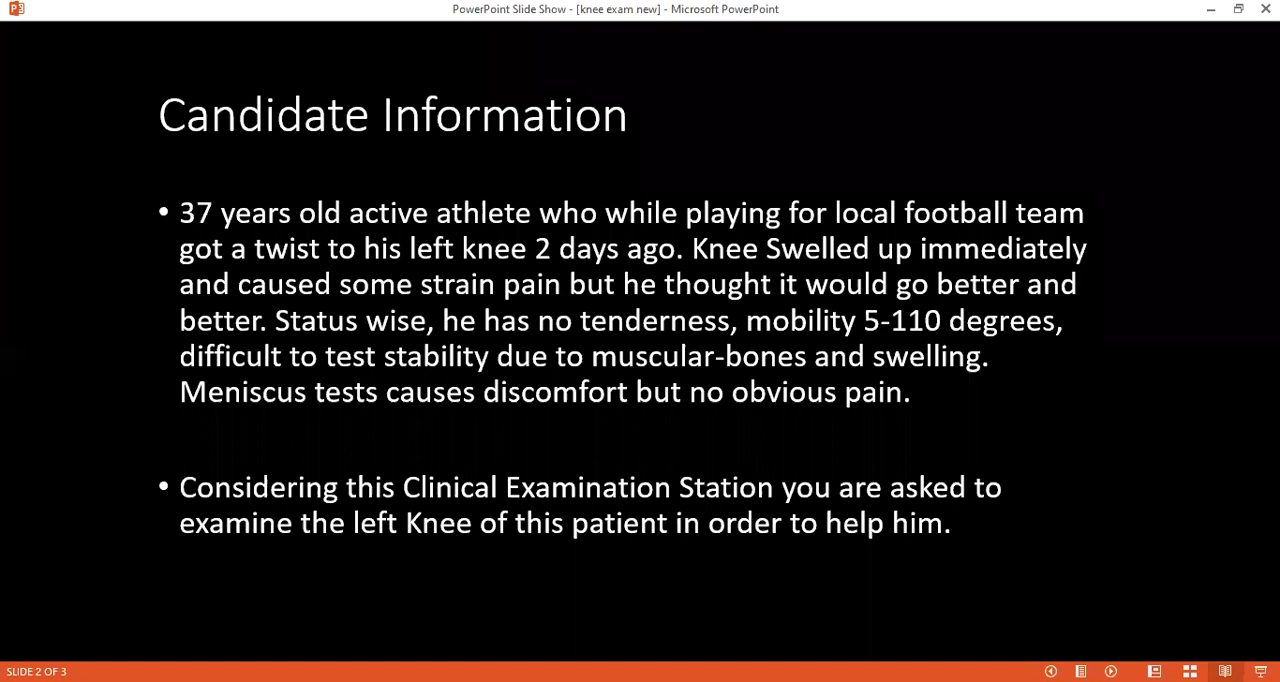 PowerPoint Slide Show - [knee exam new] - Microsoft PowerPoint
Candidate Information
• 37 years old active athlete who while playing for local football team
got a twist to his left knee 2 days ago. Knee Swelled up immediately
and caused some strain pain but he thought it would go better and
better. Status wise, he has no tenderness, mobility 5-110 degrees,
difficult to test stability due to muscular-bones and swelling.
Meniscus tests causes discomfort but no obvious pain.
• Considering this Clinical Examination Station you are asked to
examine the left Knee of this patient in order to help him.
SLIDE 2 OF 3